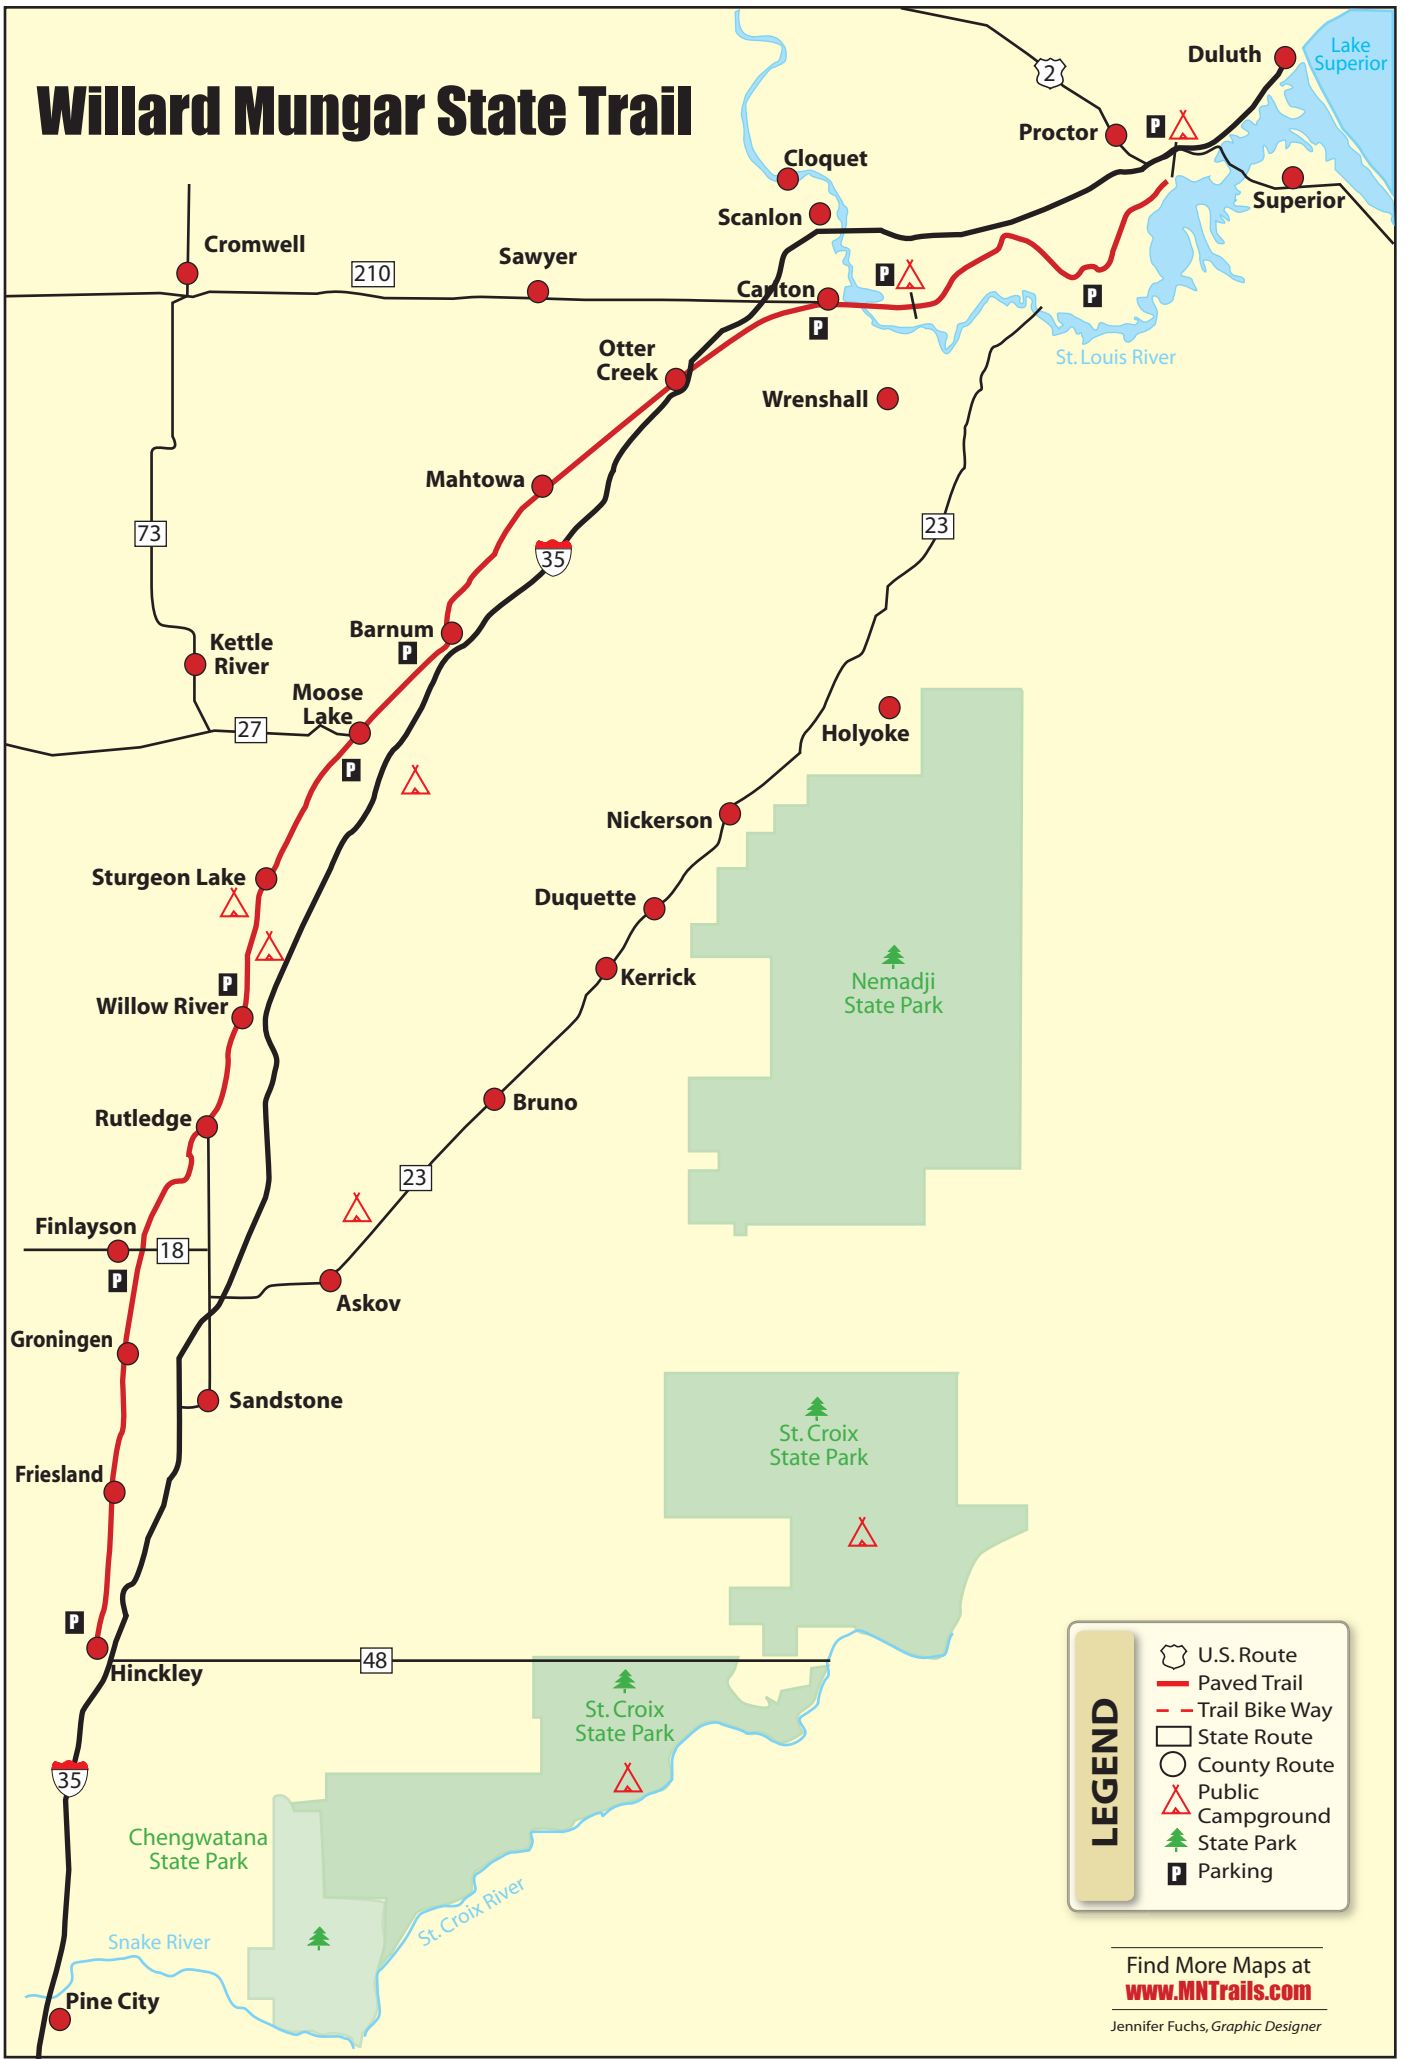 Willard Mungar State Trail
Duluth
Lake
Superior
2
Proctor
P
Cloquet
Superior
Scanlon
Cromwell
Sawyer
210
P
Carlton
P
P
St. Louis River
Otter
Creek
Wrenshall
Mahtowa
23
73
35
Barnum
P
Kettle
River
Moose
Lake
27
P
Holyoke
Nickerson
Sturgeon Lake
Duquette
Kerrick
Nemadji
State Park
P
Willow River
Bruno
Rutledge
23
Finlayson
18
P
Askov
Groningen
Sandstone
St. Croix
State Park
Friesland
P
Hinckley
48
St. Croix
State Park
35
Chengwatana
State Park
St. Croix River
Snake River
Pine City
LEGEND
U.S. Route
Paved Trail
Trail Bike Way
State Route
County Route
Public
Campground
State Park
P Parking
Find More Maps at
www.MNTrails.com
Jennifer Fuchs, Graphic Designer